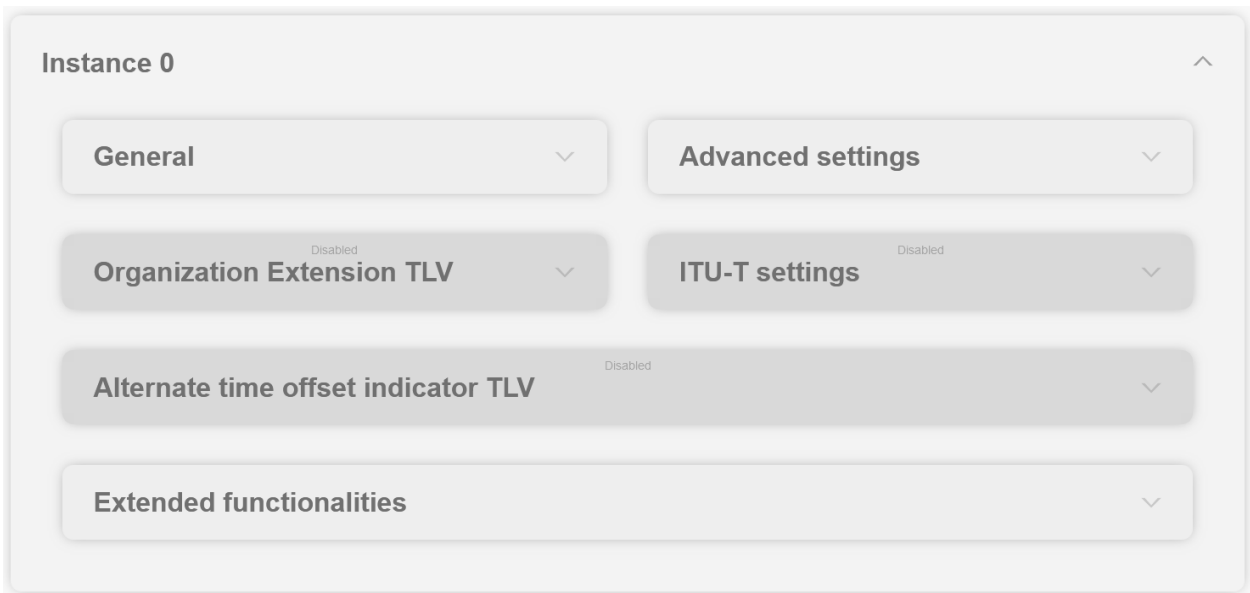 Instance 0
General
Advanced settings
Disabled
Organization Extension TLV
Disabled
ITU-T settings
Disabled
Alternate time offset indicator TLV
Extended functionalities